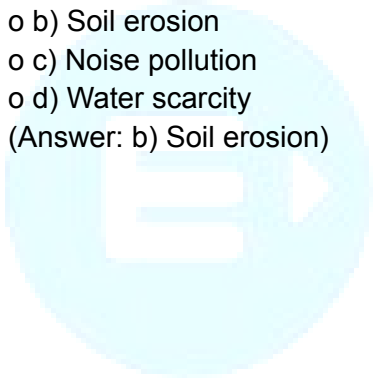 o b) Soil erosion
o c) Noise pollution
o d) Water scarcity
(Answer: b) Soil erosion)